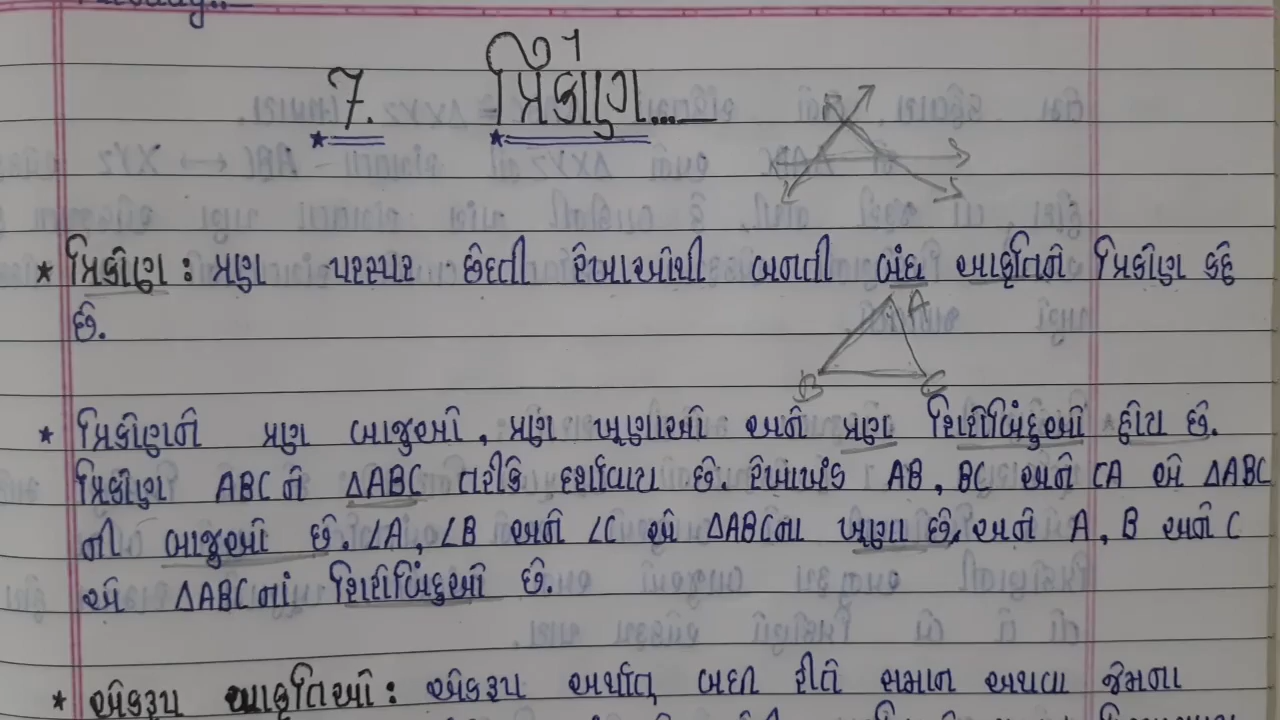 7. ત્રિકોણ...
* ત્રિકોણ : ત્રણ પરસ્પર છેદતી રેખાઓથી બનતી બંધ આકૃતિને ત્રિકોણ કહે
છે.
A
B C
* ત્રિકોણને ત્રણ બાજુઓ, ત્રણ ખૂણાઓ અને ત્રણ શિરોબિંદુઓ હોય છે.
ત્રિકોણ ABC ને ΔABC તરીકે દર્શાવાય છે. રેખાખંડ AB, BC અને CA એ ΔABC
ની બાજુઓ છે. ∠A, ∠B અને ∠C એ ΔABCના ખૂણા છે, અને A, B અને C
એ ΔABCનાં શિરોબિંદુઓ છે.
* એકરૂપ આકૃતિઓ : એકરૂપ અર્થાત્ બધી રીતે સમાન અથવા જેમના